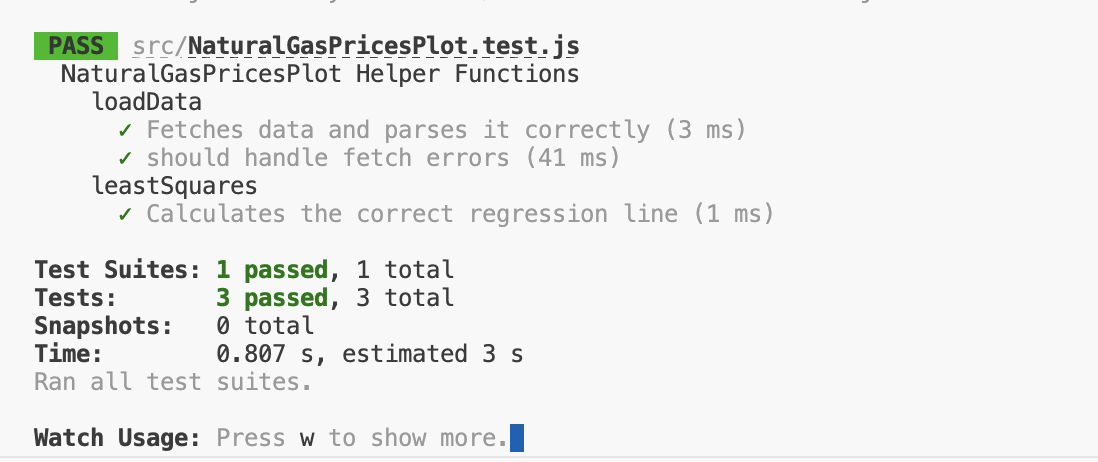 PASS src/NaturalGasPricesPlot.test.js
NaturalGasPricesPlot Helper Functions
loadData
✓ Fetches data and parses it correctly (3 ms)
✓ should handle fetch errors (41 ms)
leastSquares
✓ Calculates the correct regression line (1 ms)
Test Suites: 1 passed, 1 total
Tests: 3 passed, 3 total
Snapshots: 0 total
Time: 0.807 s, estimated 3 s
Ran all test suites.
Watch Usage: Press w to show more.